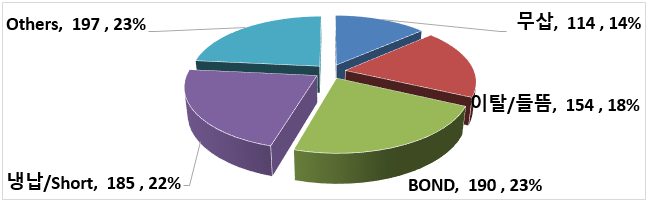 Others, 197 , 23%
무삽, 114 , 14%
이탈/들뜸, 154 , 18%
냉납/Short, 185 , 22%
BOND, 190 , 23%